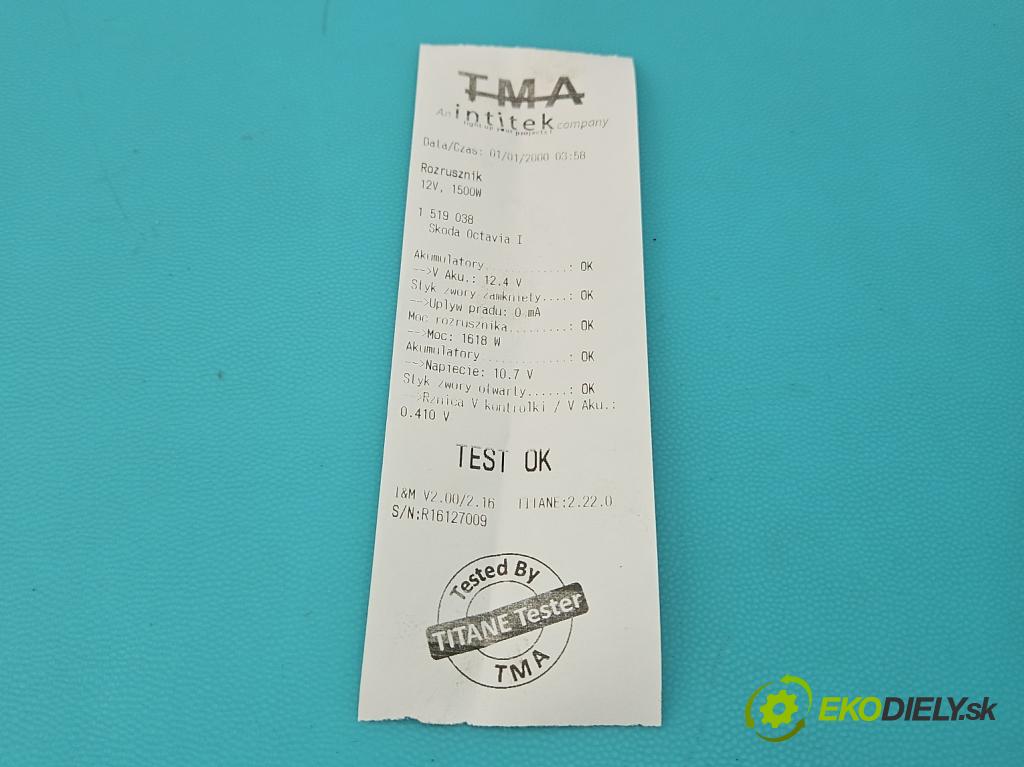 TMA
An intitek company
light up your projects!
Data/Czas: 01/01/2000 03:58
Rozrusznik
12V, 1500W
1 519 038
Skoda Octavia I
Akumulatory............: OK
-->V Aku.: 12.4 V
Styk zwory zamkniety....: OK
-->Uplyw pradu: 0 mA
Moc rozrusznika.........: OK
-->Moc: 1618 W
Akumulatory............: OK
-->Napiecie: 10.7 V
Styk zwory otwarty......: OK
-->Rznica V kontrolki / V Aku.:
0.410 V
TEST OK
I&M V2.00/2.16 TITANE:2.22.0
S/N:R16127009
Tested By
TITANE Tester
TMA
EKODIELY.sk